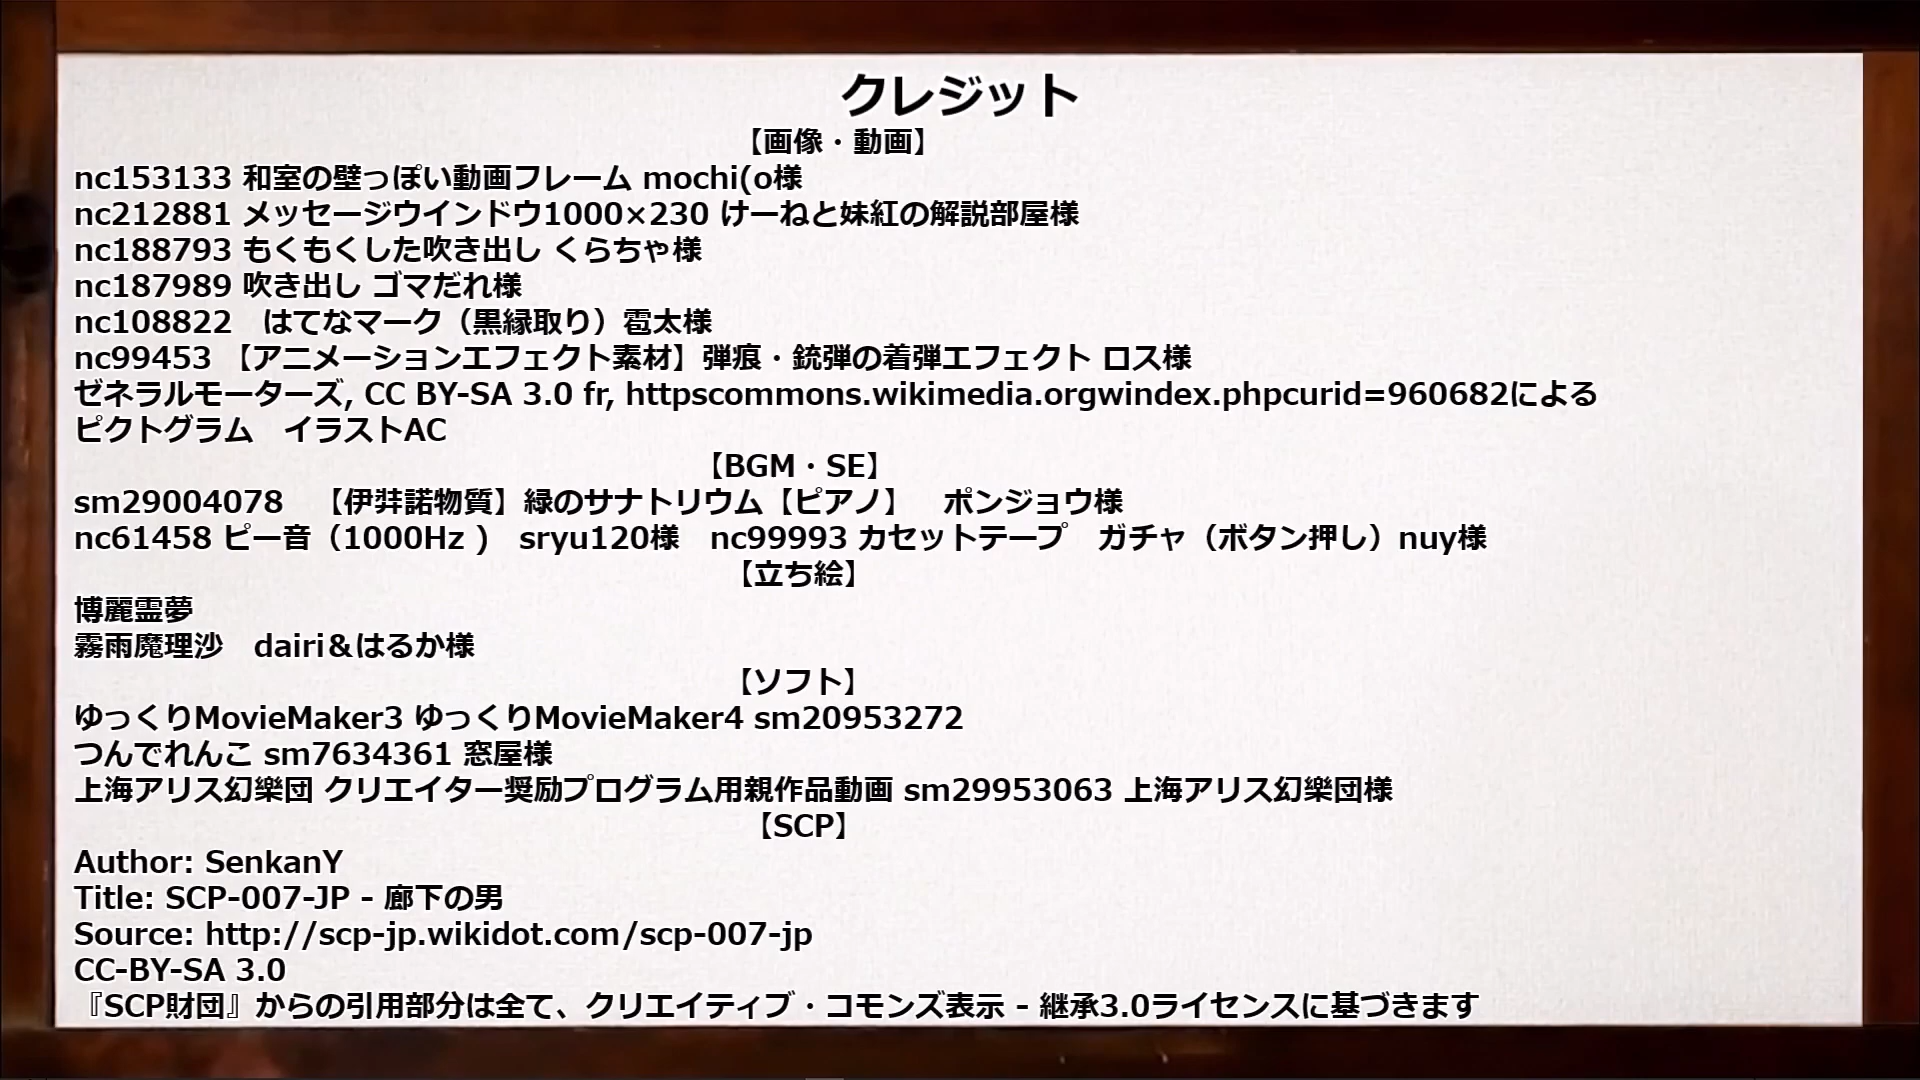 クレジット
【画像・動画】
nc153133 和室の壁っぽい動画フレーム mochi(o様
nc212881 メッセージウインドウ1000×230 けーねと妹紅の解説部屋様
nc188793 もくもくした吹き出し くらちゃ様
nc187989 吹き出し ゴマだれ様
nc108822　はてなマーク（黒縁取り）雹太様
nc99453 【アニメーションエフェクト素材】弾痕・銃弾の着弾エフェクト ロス様
ゼネラルモーターズ, CC BY-SA 3.0 fr, httpscommons.wikimedia.orgwindex.phpcurid=960682による
ピクトグラム　イラストAC
【BGM・SE】
sm29004078　【伊弉諾物質】緑のサナトリウム【ピアノ】　ポンジョウ様
nc61458 ピー音（1000Hz )　sryu120様　nc99993 カセットテープ　ガチャ（ボタン押し）nuy様
【立ち絵】
博麗霊夢
霧雨魔理沙　dairi＆はるか様
【ソフト】
ゆっくりMovieMaker3 ゆっくりMovieMaker4 sm20953272
つんでれんこ sm7634361 窓屋様
上海アリス幻樂団 クリエイター奨励プログラム用親作品動画 sm29953063 上海アリス幻樂団様
【SCP】
Author: SenkanY
Title: SCP-007-JP - 廊下の男
Source: http://scp-jp.wikidot.com/scp-007-jp
CC-BY-SA 3.0
『SCP財団』からの引用部分は全て、クリエイティブ・コモンズ表示 - 継承3.0ライセンスに基づきます